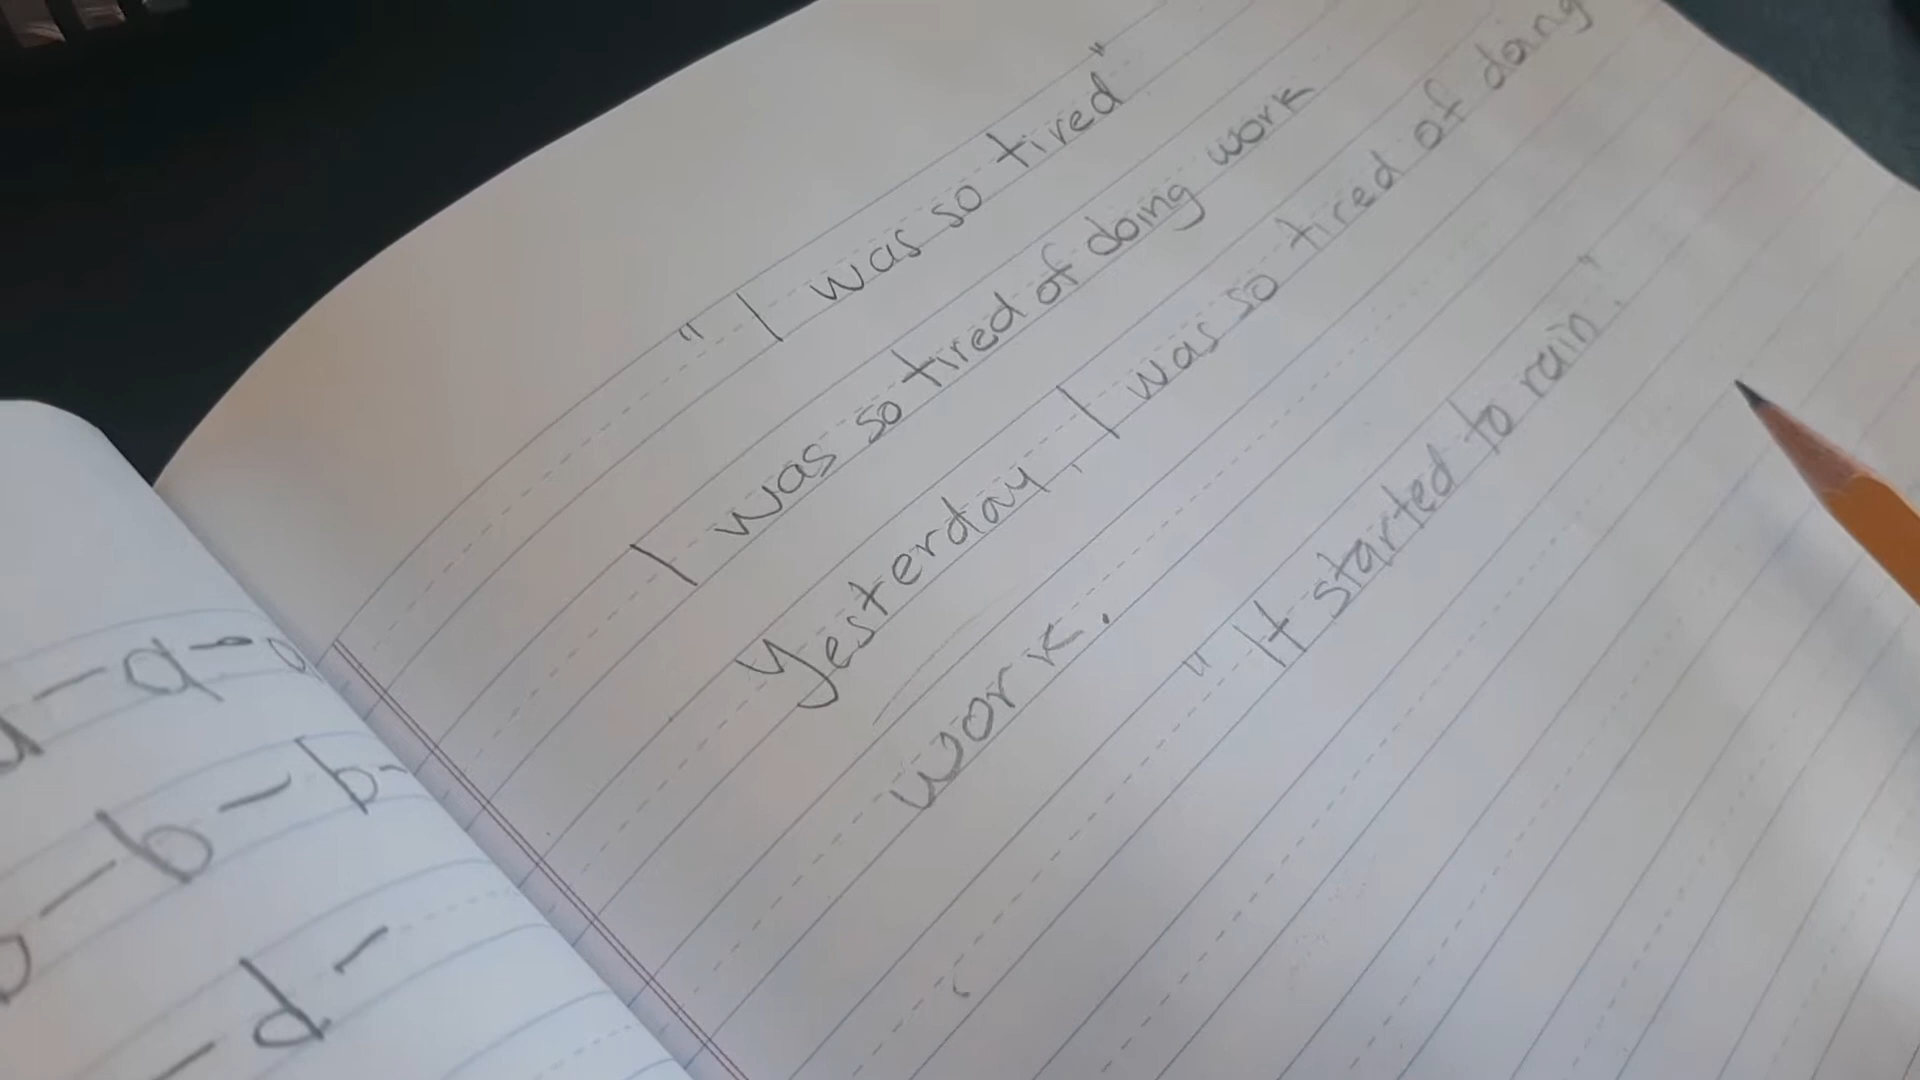 " I was so tired"
I was so tired of doing work
Yesterday, I was so tired of doing
work.
" It started to rain."